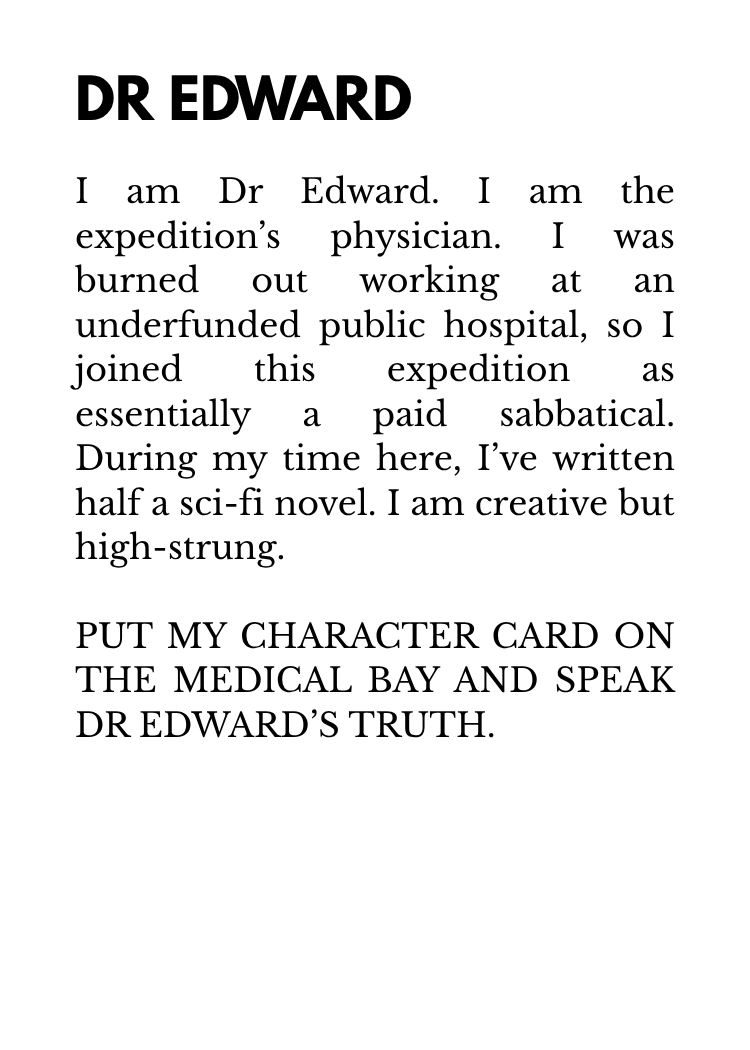 DR EDWARD
I am Dr Edward. I am the
expedition’s physician. I was
burned out working at an
underfunded public hospital, so I
joined this expedition as
essentially a paid sabbatical.
During my time here, I’ve written
half a sci-fi novel. I am creative but
high-strung.
PUT MY CHARACTER CARD ON
THE MEDICAL BAY AND SPEAK
DR EDWARD’S TRUTH.